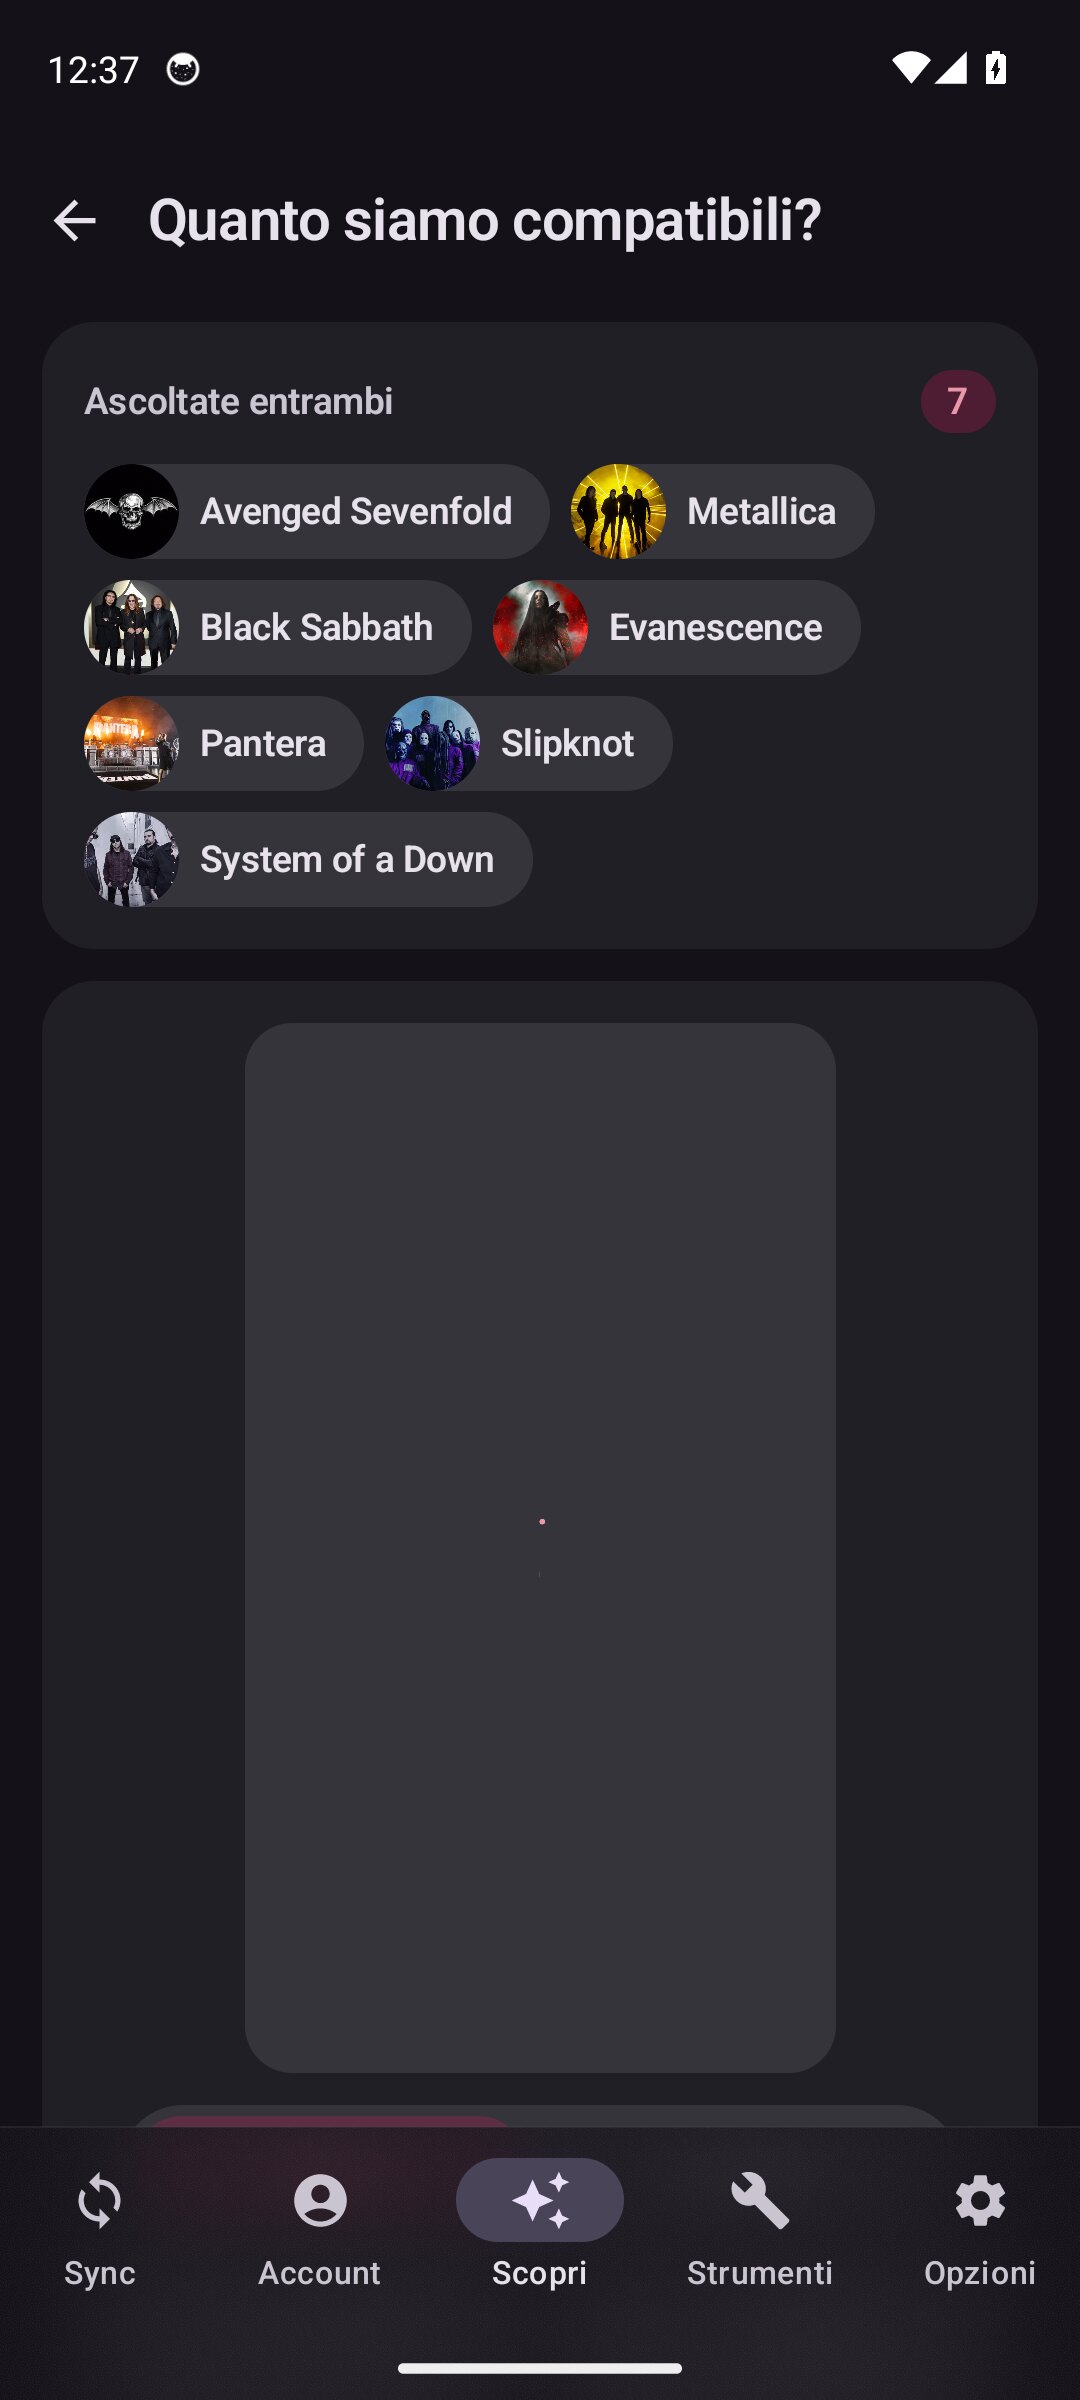 12:37
Quanto siamo compatibili?
Ascoltate entrambi 7
Avenged Sevenfold Metallica
Black Sabbath Evanescence
Pantera Slipknot
System of a Down
Sync Account Scopri Strumenti Opzioni